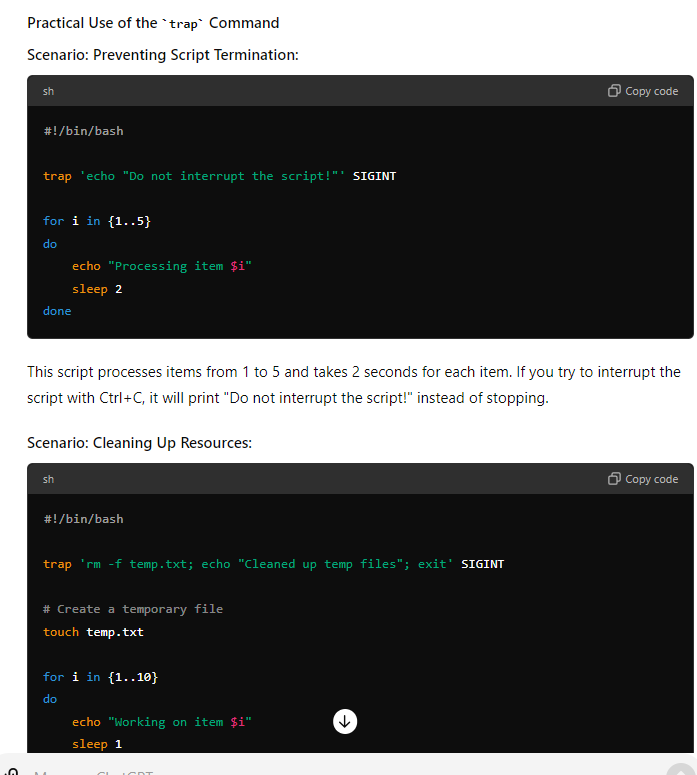 Practical Use of the `trap` Command
Scenario: Preventing Script Termination:
sh
Copy code
#!/bin/bash
trap 'echo "Do not interrupt the script!"' SIGINT
for i in {1..5}
do
    echo "Processing item $i"
    sleep 2
done
This script processes items from 1 to 5 and takes 2 seconds for each item. If you try to interrupt the
script with Ctrl+C, it will print "Do not interrupt the script!" instead of stopping.
Scenario: Cleaning Up Resources:
sh
Copy code
#!/bin/bash
trap 'rm -f temp.txt; echo "Cleaned up temp files"; exit' SIGINT
# Create a temporary file
touch temp.txt
for i in {1..10}
do
    echo "Working on item $i"
    sleep 1